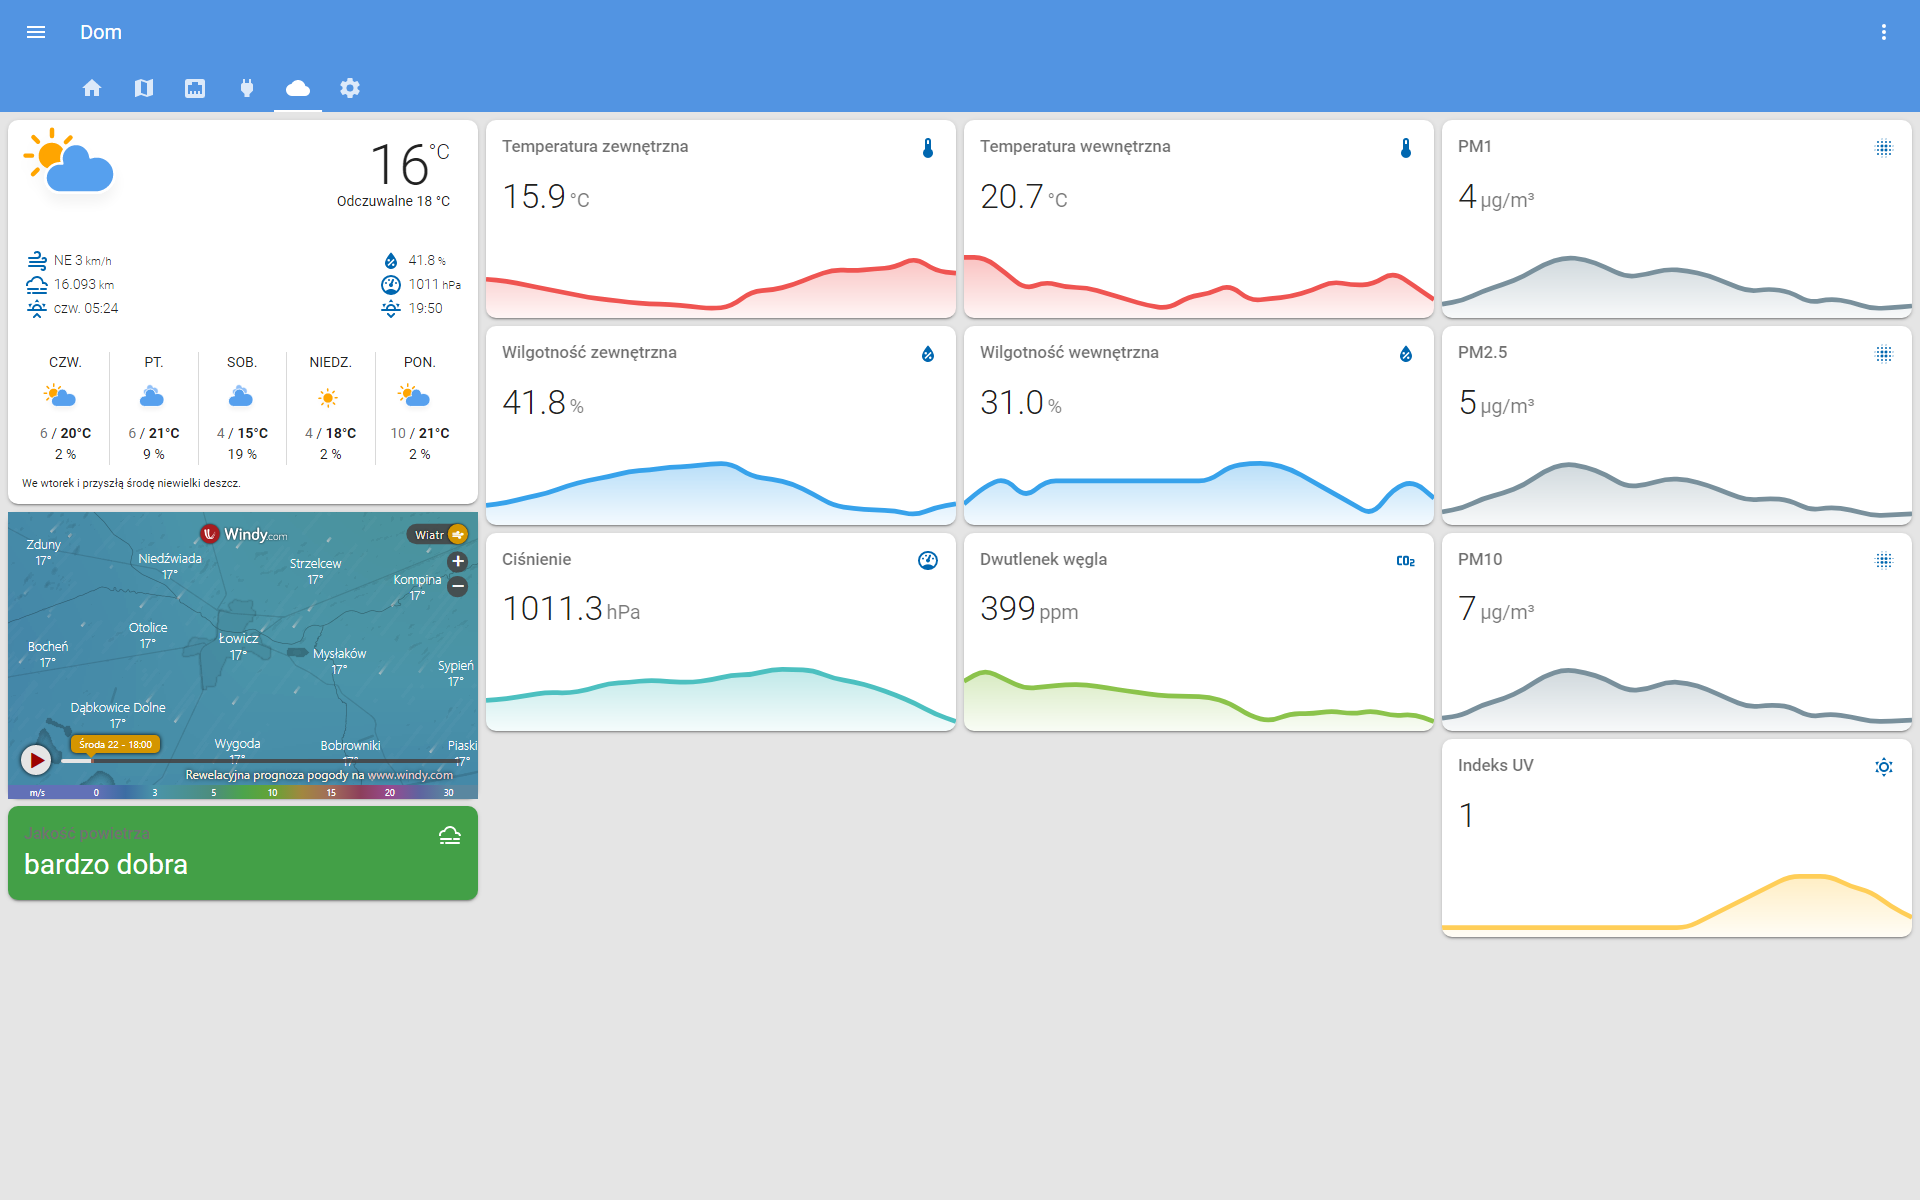 Dom
16 °C
Odczuwalne 18 °C
NE 3 km/h
41.8 %
16.093 km
1011 hPa
czw. 05:24
19:50
CZW. PT. SOB. NIEDZ. PON.
6 / 20°C 6 / 21°C 4 / 15°C 4 / 18°C 10 / 21°C
2 % 9 % 19 % 2 % 2 %
We wtorek i przyszłą środę niewielki deszcz.
Windy.com
Wiatr
+
−
Zduny
17°
Niedźwiada
17°
Strzelcew
17°
Kompina
17°
Otolice
17°
Łowicz
17°
Bocheń
17°
Mysłaków
17°
Sypień
17°
Dąbkowice Dolne
17°
Środa 22 - 18:00
Wygoda
17°
Bobrowniki
17°
Piaski
17°
Rewelacyjna prognoza pogody na www.windy.com
m/s 0 3 5 10 15 20 30
Jakość powietrza
bardzo dobra
Temperatura zewnętrzna
15.9 °C
Wilgotność zewnętrzna
41.8 %
Ciśnienie
1011.3 hPa
Temperatura wewnętrzna
20.7 °C
Wilgotność wewnętrzna
31.0 %
Dwutlenek węgla
CO2
399 ppm
PM1
4 µg/m³
PM2.5
5 µg/m³
PM10
7 µg/m³
Indeks UV
1